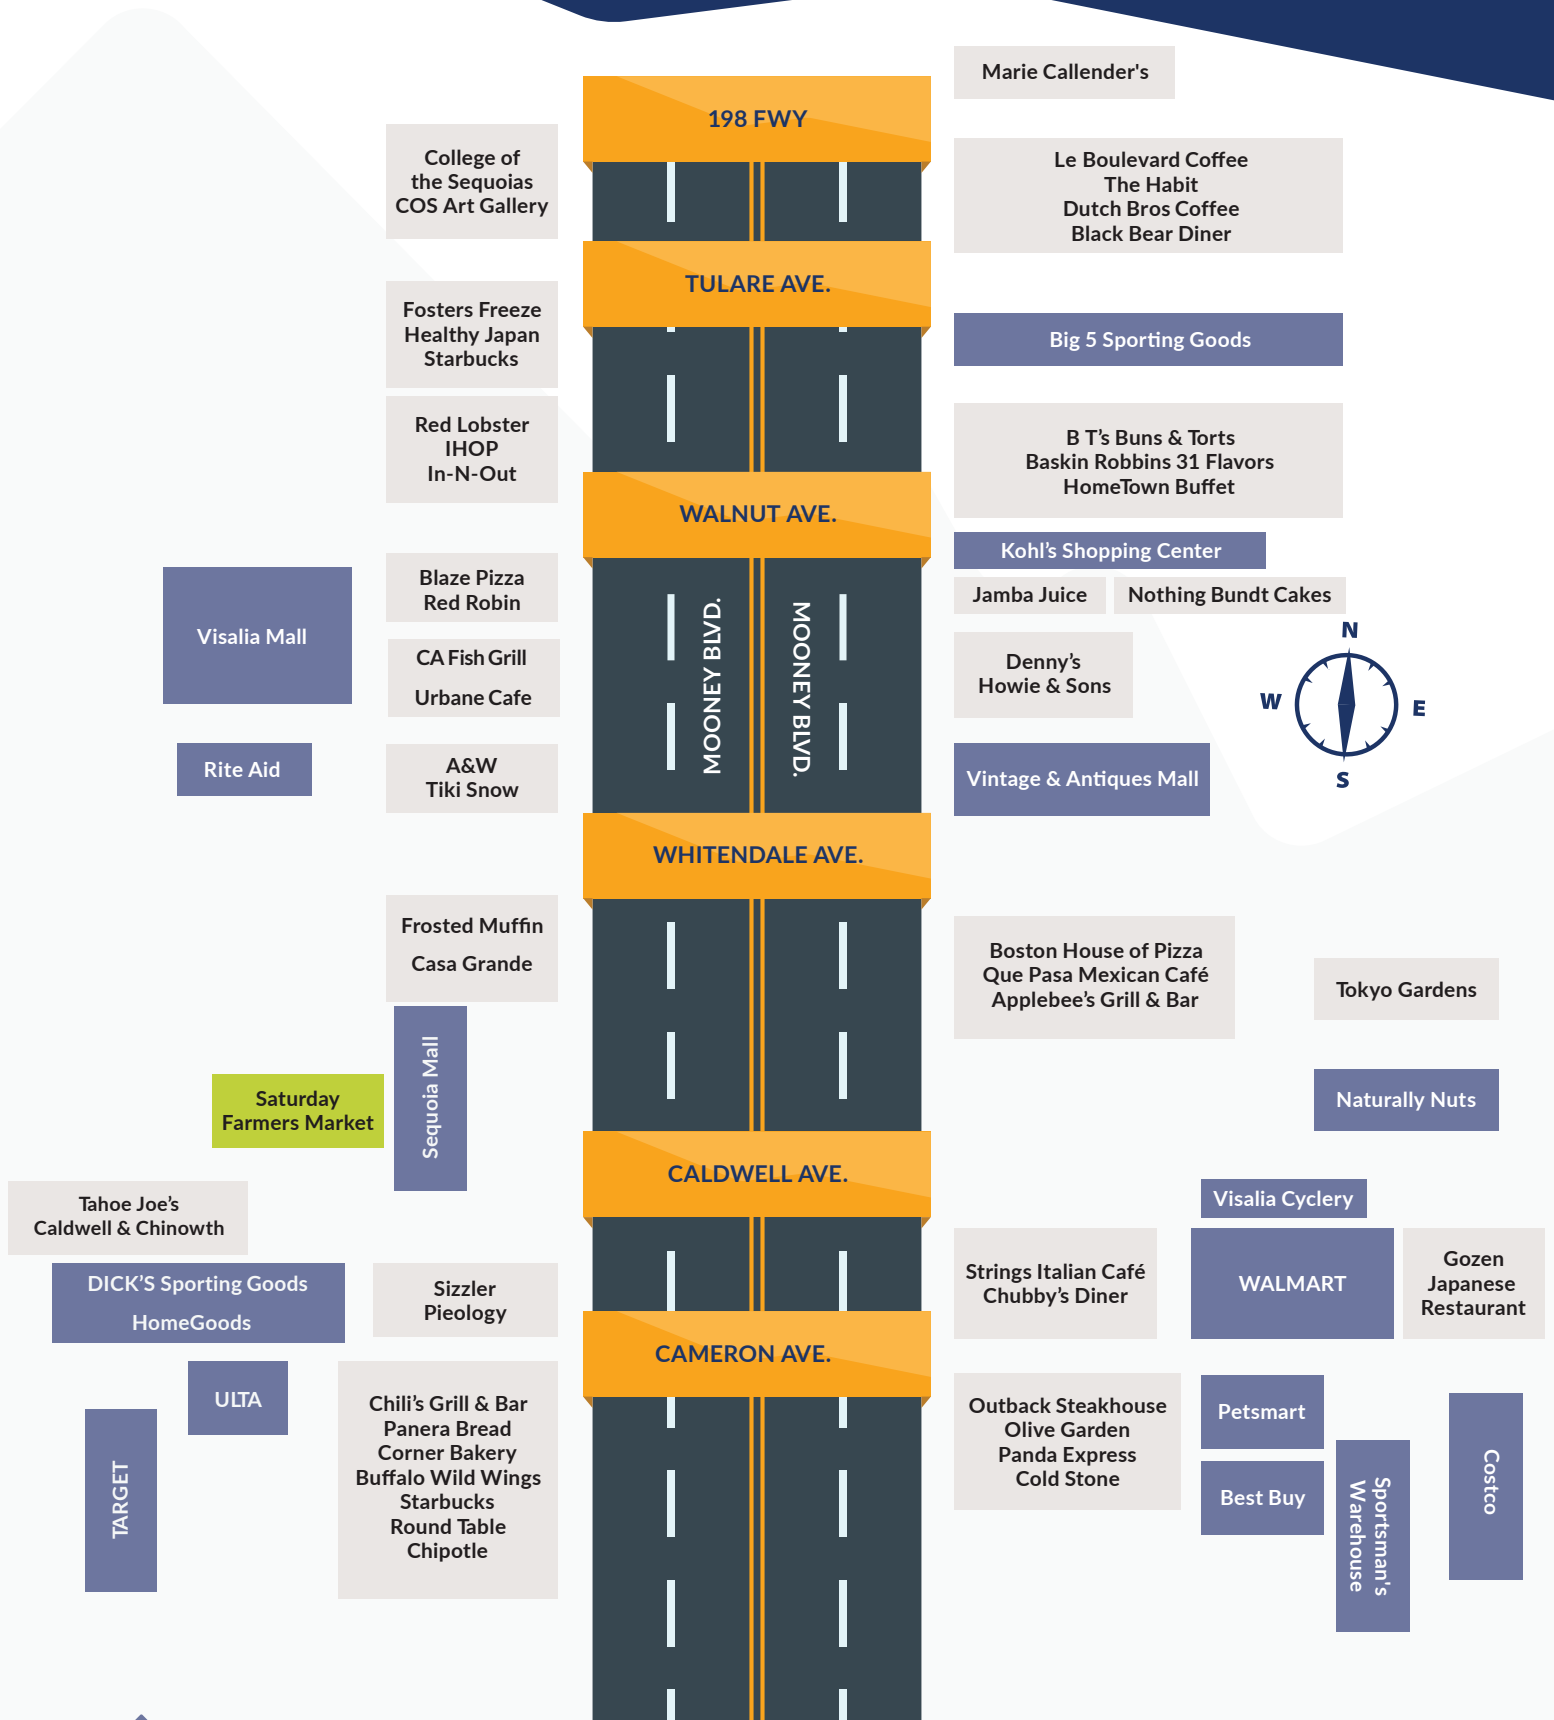 Marie Callender's
198 FWY
College of
the Sequoias
COS Art Gallery
Le Boulevard Coffee
The Habit
Dutch Bros Coffee
Black Bear Diner
TULARE AVE.
Fosters Freeze
Healthy Japan
Starbucks
Big 5 Sporting Goods
Red Lobster
IHOP
In-N-Out
B T’s Buns & Torts
Baskin Robbins 31 Flavors
HomeTown Buffet
WALNUT AVE.
Kohl’s Shopping Center
Blaze Pizza
Red Robin
Jamba Juice
Nothing Bundt Cakes
Visalia Mall
CA Fish Grill
Urbane Cafe
MOONEY BLVD.
MOONEY BLVD.
Denny’s
Howie & Sons
N
W
E
S
Rite Aid
A&W
Tiki Snow
Vintage & Antiques Mall
WHITENDALE AVE.
Frosted Muffin
Casa Grande
Boston House of Pizza
Que Pasa Mexican Café
Applebee’s Grill & Bar
Tokyo Gardens
Sequoia Mall
Saturday
Farmers Market
Naturally Nuts
CALDWELL AVE.
Tahoe Joe’s
Caldwell & Chinowth
Visalia Cyclery
DICK’S Sporting Goods
HomeGoods
Sizzler
Pieology
Strings Italian Café
Chubby’s Diner
WALMART
Gozen
Japanese
Restaurant
CAMERON AVE.
ULTA
TARGET
Chili’s Grill & Bar
Panera Bread
Corner Bakery
Buffalo Wild Wings
Starbucks
Round Table
Chipotle
Outback Steakhouse
Olive Garden
Panda Express
Cold Stone
Petsmart
Best Buy
Sportsman's
Warehouse
Costco